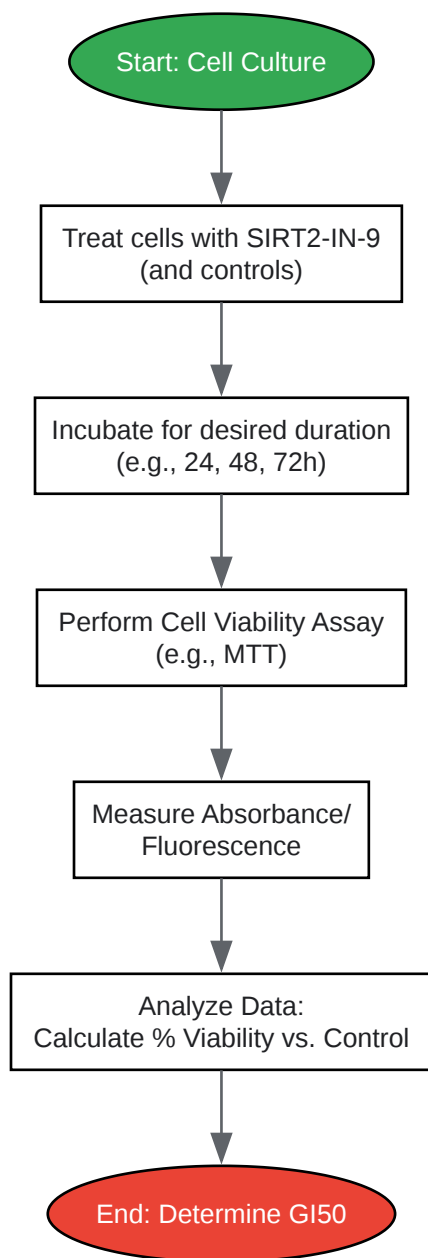 Start: Cell Culture
Treat cells with SIRT2-IN-9
(and controls)
Incubate for desired duration
(e.g., 24, 48, 72h)
Perform Cell Viability Assay
(e.g., MTT)
Measure Absorbance/
Fluorescence
Analyze Data:
Calculate % Viability vs. Control
End: Determine GI50